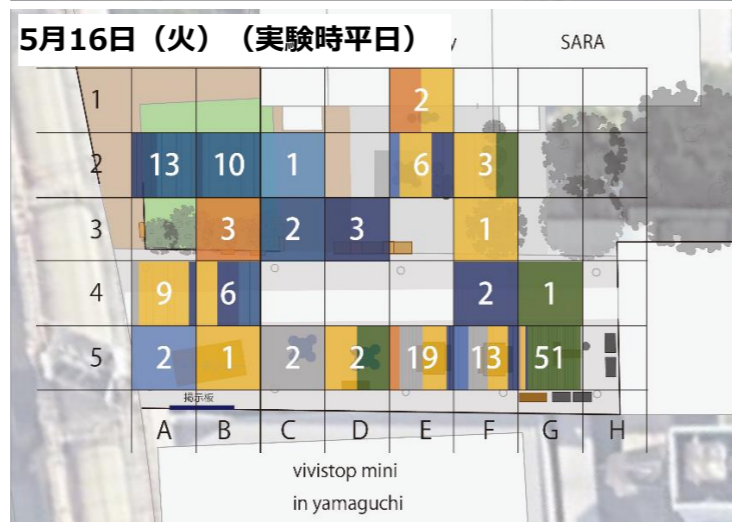 5月16日（火）（実験時平日）
y
SARA
1 2
2 13 10 1 6 3
3 3 2 3 1
4 9 6 2 1
5 2 1 2 2 19 13 51
掲示板
A B C D E F G H
vivistop mini
in yamaguchi